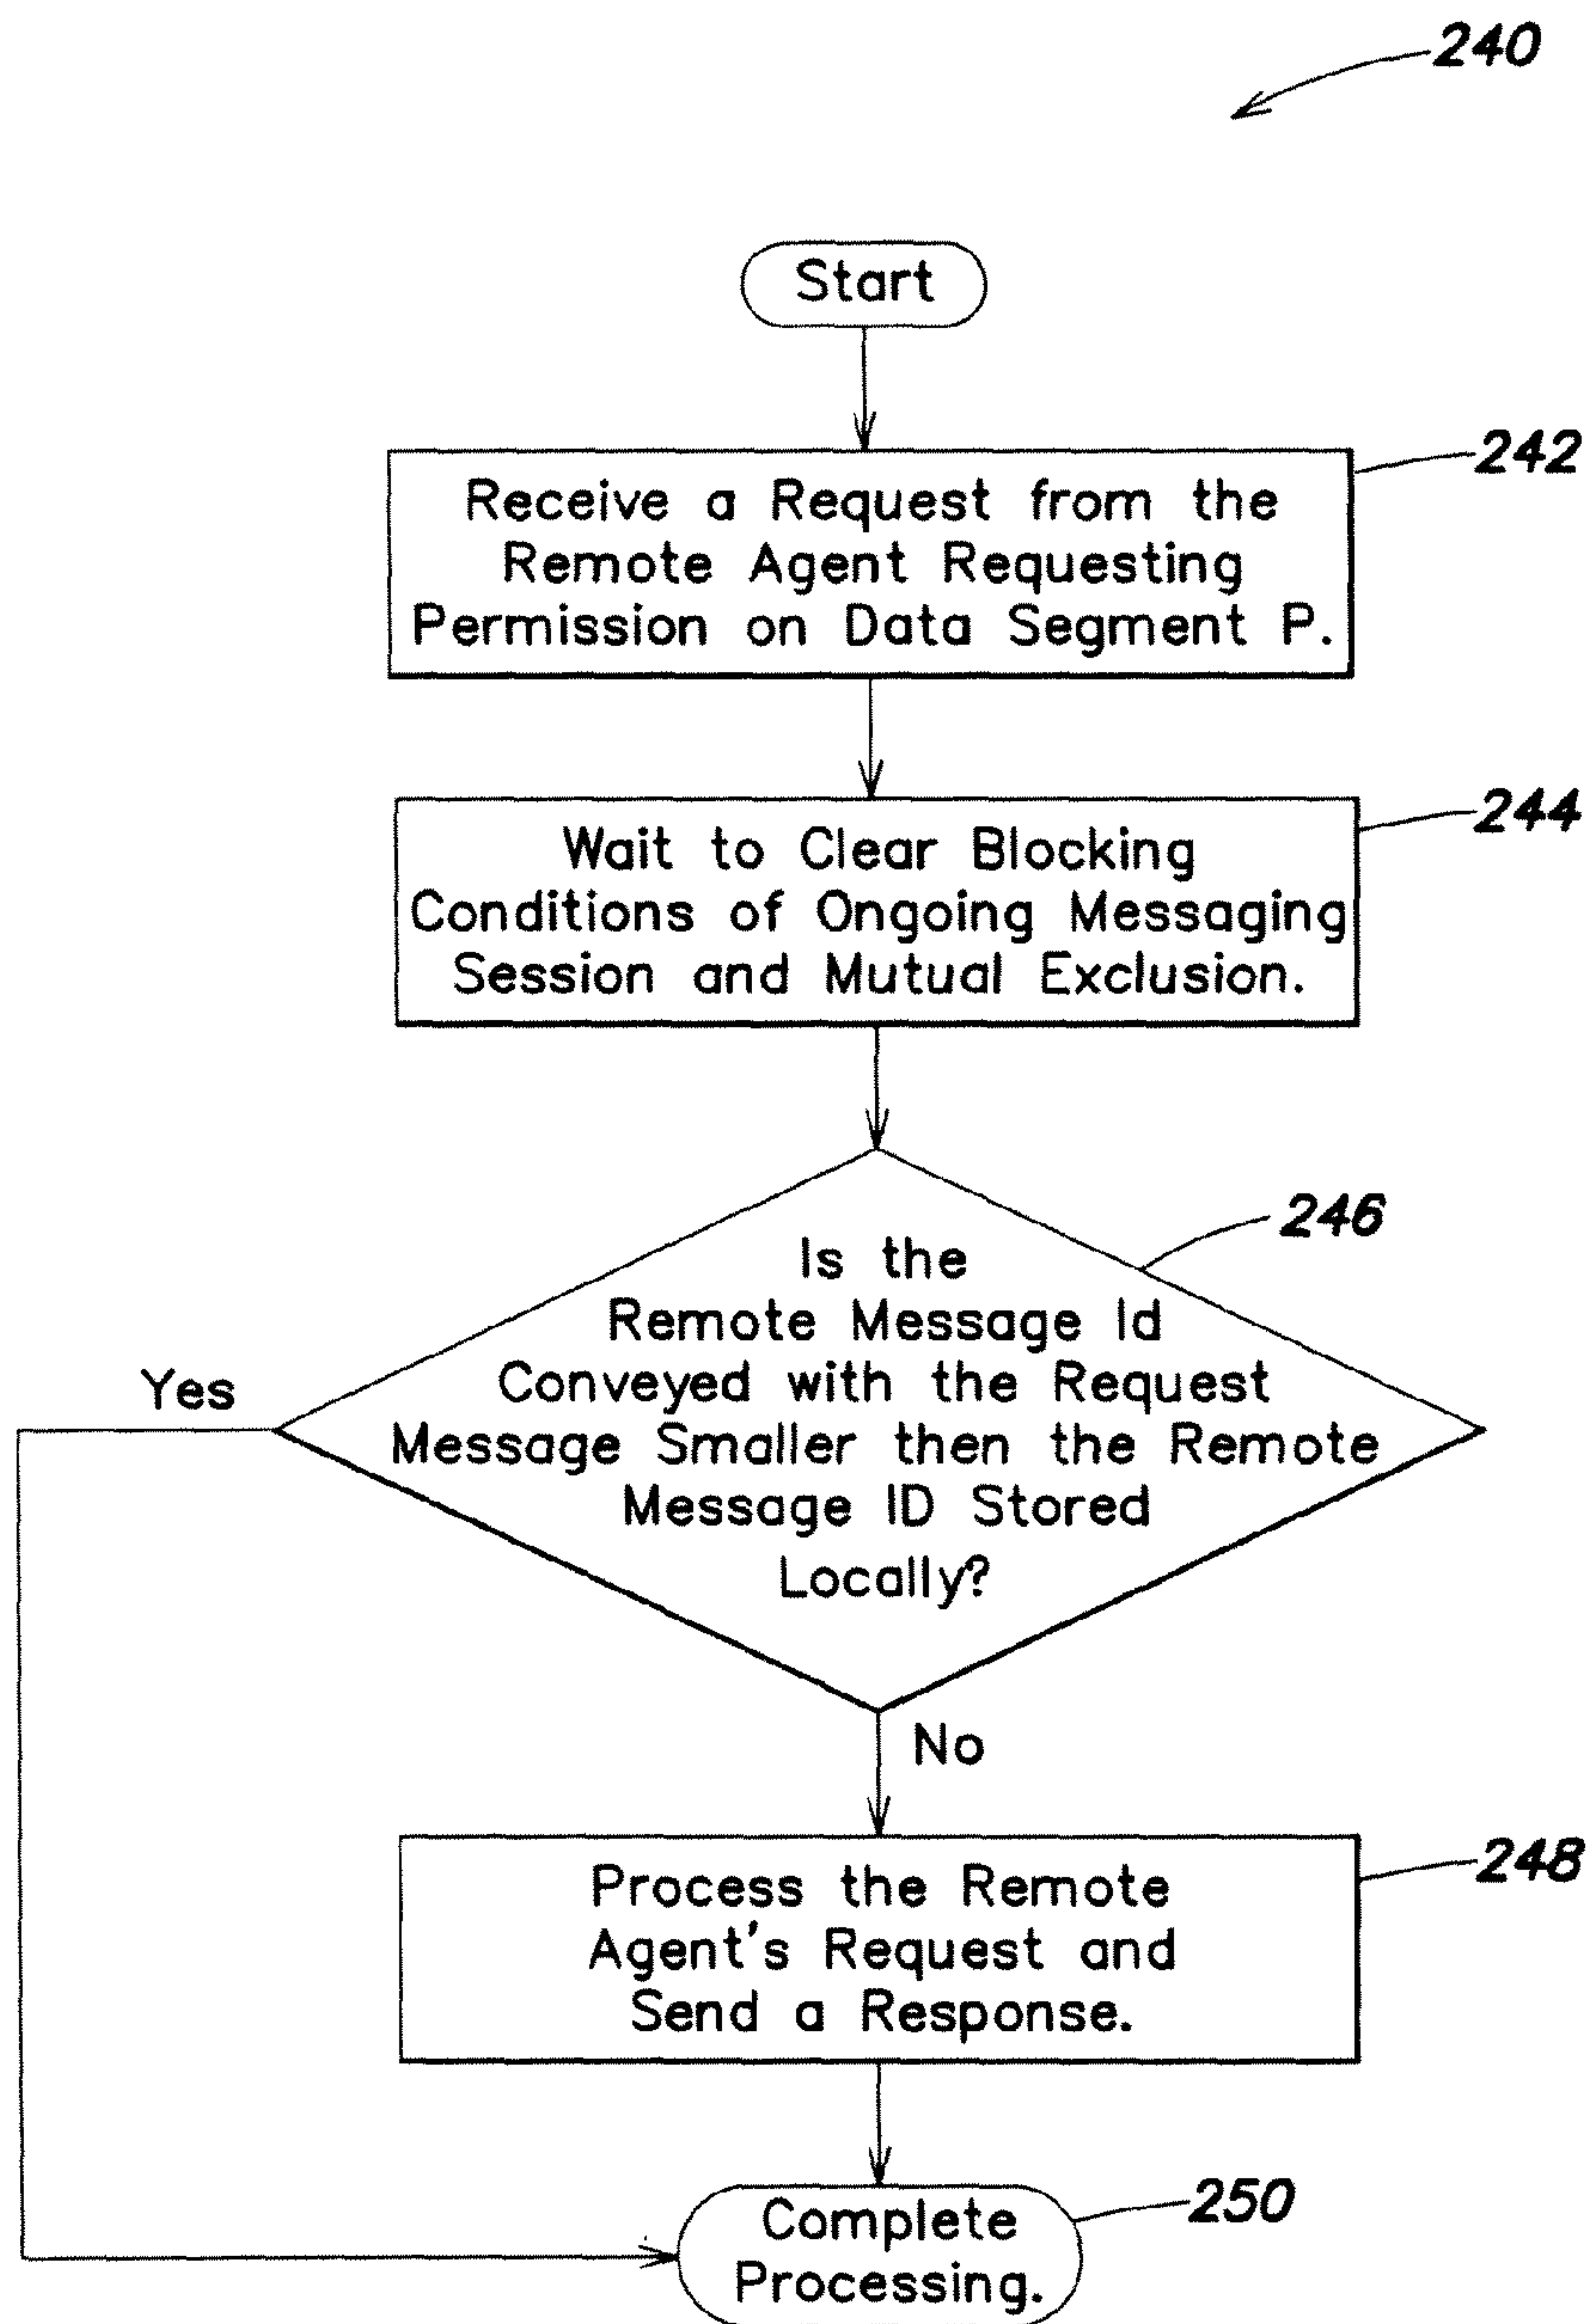 240
Start
242
Receive a Request from the
Remote Agent Requesting
Permission on Data Segment P.
244
Wait to Clear Blocking
Conditions of Ongoing Messaging
Session and Mutual Exclusion.
246
Is the
Remote Message Id
Conveyed with the Request
Message Smaller then the Remote
Message ID Stored
Locally?
Yes
No
248
Process the Remote
Agent's Request and
Send a Response.
250
Complete
Processing.